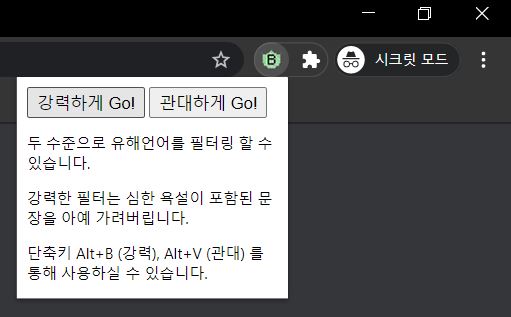 시크릿 모드
강력하게 Go! 관대하게 Go!
두 수준으로 유해언어를 필터링 할 수
있습니다.
강력한 필터는 심한 욕설이 포함된 문
장을 아예 가려버립니다.
단축키 Alt+B (강력), Alt+V (관대) 를
통해 사용하실 수 있습니다.